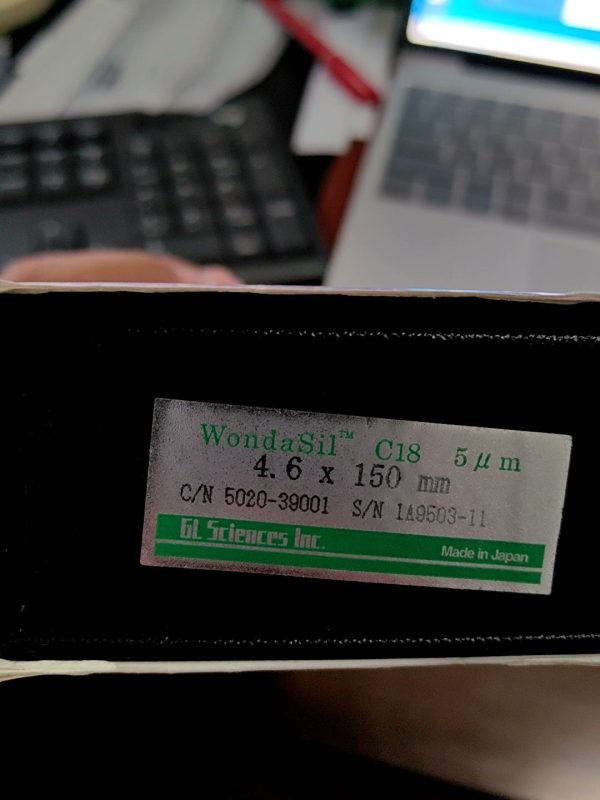 WondaSil™ C18 5μm
4.6 x 150 mm
C/N 5020-39001 S/N 1A9503-11
GL Sciences Inc. Made in Japan